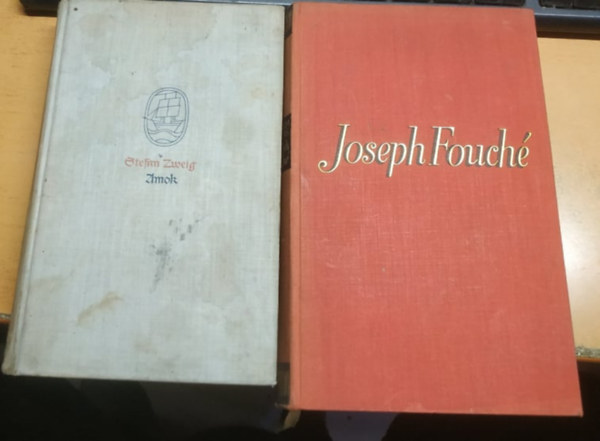 Stefan Zweig
Amok
Joseph Fouché